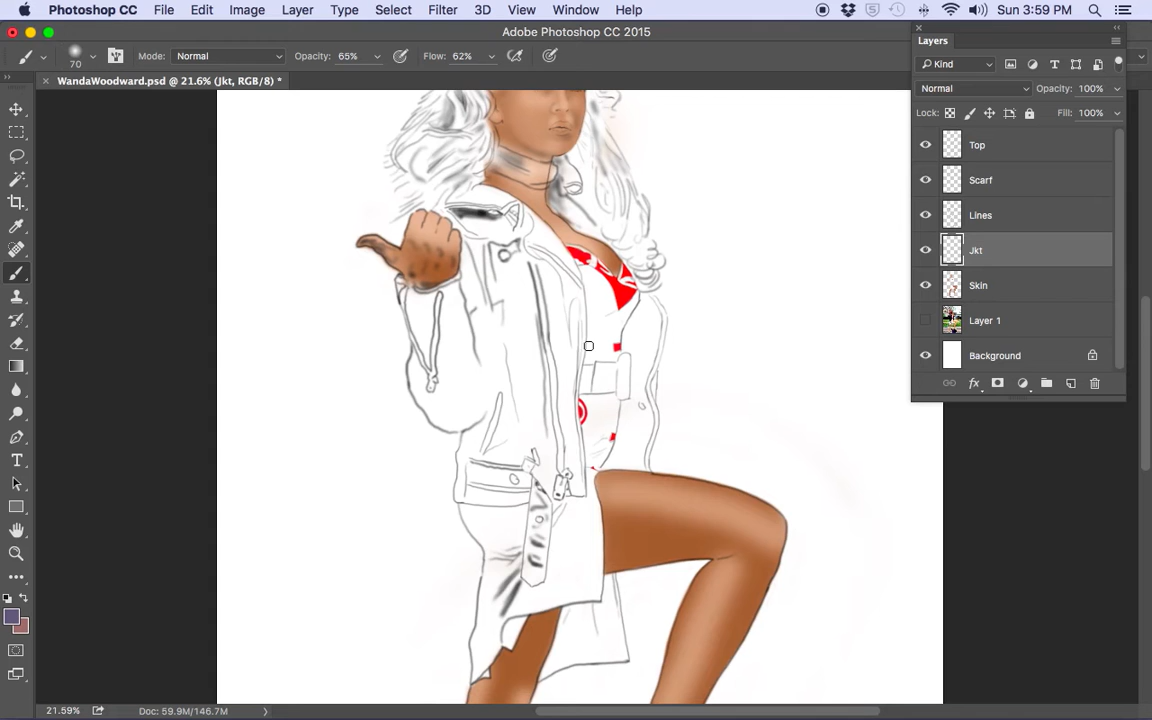 Photoshop CC File Edit Image Layer Type Select Filter 3D View Window Help Sun 3:59 PM
Adobe Photoshop CC 2015
70 Mode: Normal Opacity: 65% Flow: 62%
WandaWoodward.psd @ 21.6% (Jkt, RGB/8) *
Layers
Kind
Normal Opacity: 100%
Lock: Fill: 100%
Top
Scarf
Lines
Jkt
Skin
Layer 1
Background
fx
21.59% Doc: 59.9M/146.7M